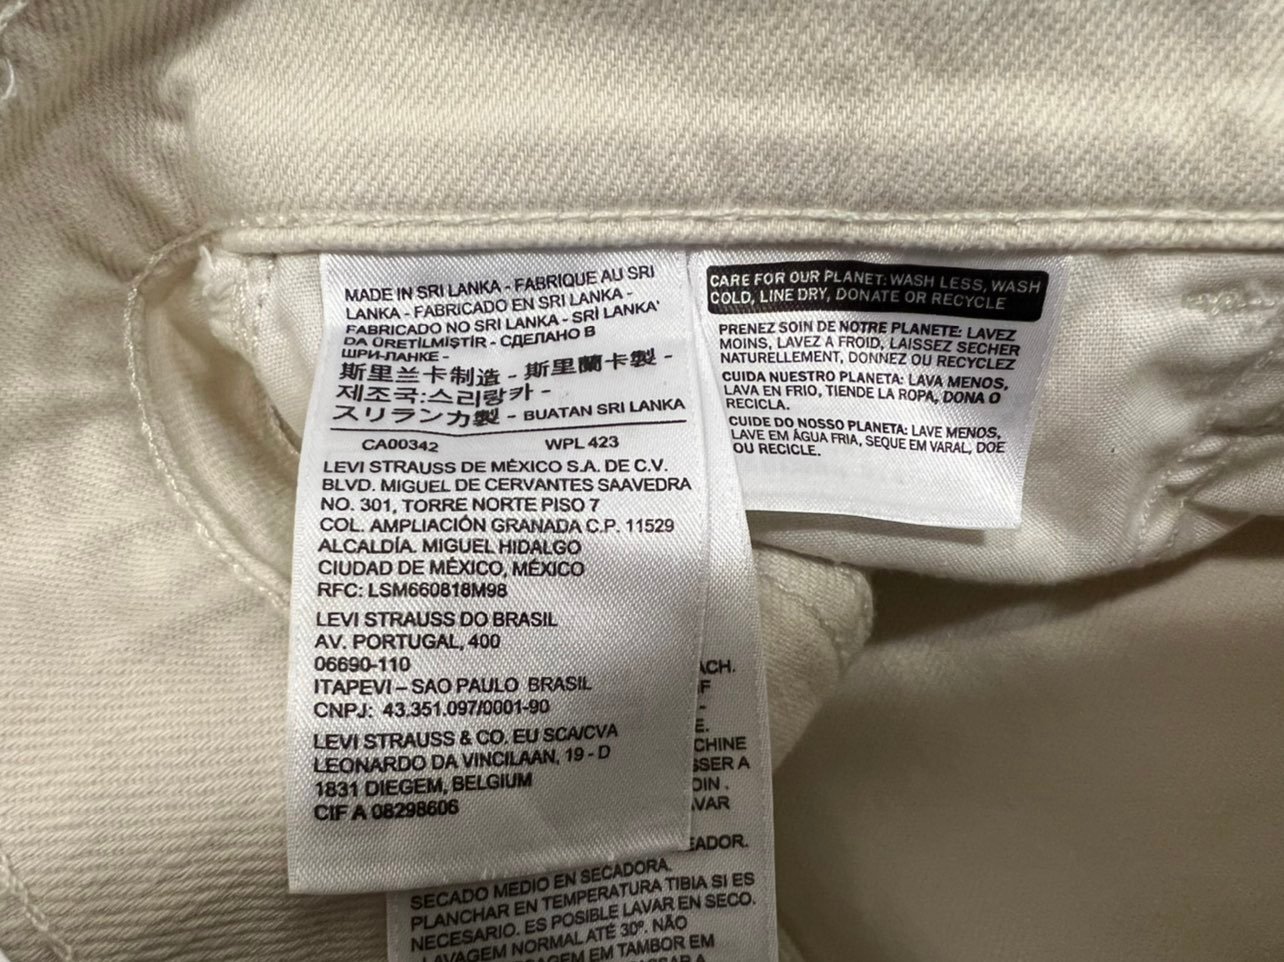 MADE IN SRI LANKA - FABRIQUE AU SRI
LANKA - FABRICADO EN SRI LANKA -
FABRICADO NO SRI LANKA - SRİ LANKA'
DA ÜRETİLMİŞTİR - СДЕЛАНО В
ШРИ-ЛАНКЕ -
斯里兰卡制造 - 斯里蘭卡製 -
제조국:스리랑카 -
スリランカ製 - BUATAN SRI LANKA
CA00342 WPL 423
LEVI STRAUSS DE MÉXICO S.A. DE C.V.
BLVD. MIGUEL DE CERVANTES SAAVEDRA
NO. 301, TORRE NORTE PISO 7
COL. AMPLIACIÓN GRANADA C.P. 11529
ALCALDÍA. MIGUEL HIDALGO
CIUDAD DE MÉXICO, MÉXICO
RFC: LSM660818M98
LEVI STRAUSS DO BRASIL
AV. PORTUGAL, 400
06690-110
ITAPEVI – SAO PAULO BRASIL
CNPJ: 43.351.097/0001-90
LEVI STRAUSS & CO. EU SCA/CVA
LEONARDO DA VINCILAAN, 19 - D
1831 DIEGEM, BELGIUM
CIF A 08298606
CARE FOR OUR PLANET: WASH LESS, WASH
COLD, LINE DRY, DONATE OR RECYCLE
PRENEZ SOIN DE NOTRE PLANETE: LAVEZ
MOINS, LAVEZ A FROID, LAISSEZ SECHER
NATURELLEMENT, DONNEZ OU RECYCLEZ
CUIDA NUESTRO PLANETA: LAVA MENOS,
LAVA EN FRIO, TIENDE LA ROPA, DONA O
RECICLA.
CUIDE DO NOSSO PLANETA: LAVE MENOS,
LAVE EM ÁGUA FRIA, SEQUE EM VARAL, DOE
OU RECICLE.
ACH.
F
-
E.
CHINE
SSER A
OIN .
AVAR
EADOR.
SECADO MEDIO EN SECADORA.
PLANCHAR EN TEMPERATURA TIBIA SI ES
NECESARIO. ES POSIBLE LAVAR EN SECO.
LAVAGEM NORMAL ATÉ 30º. NÃO
EM TAMBOR EM